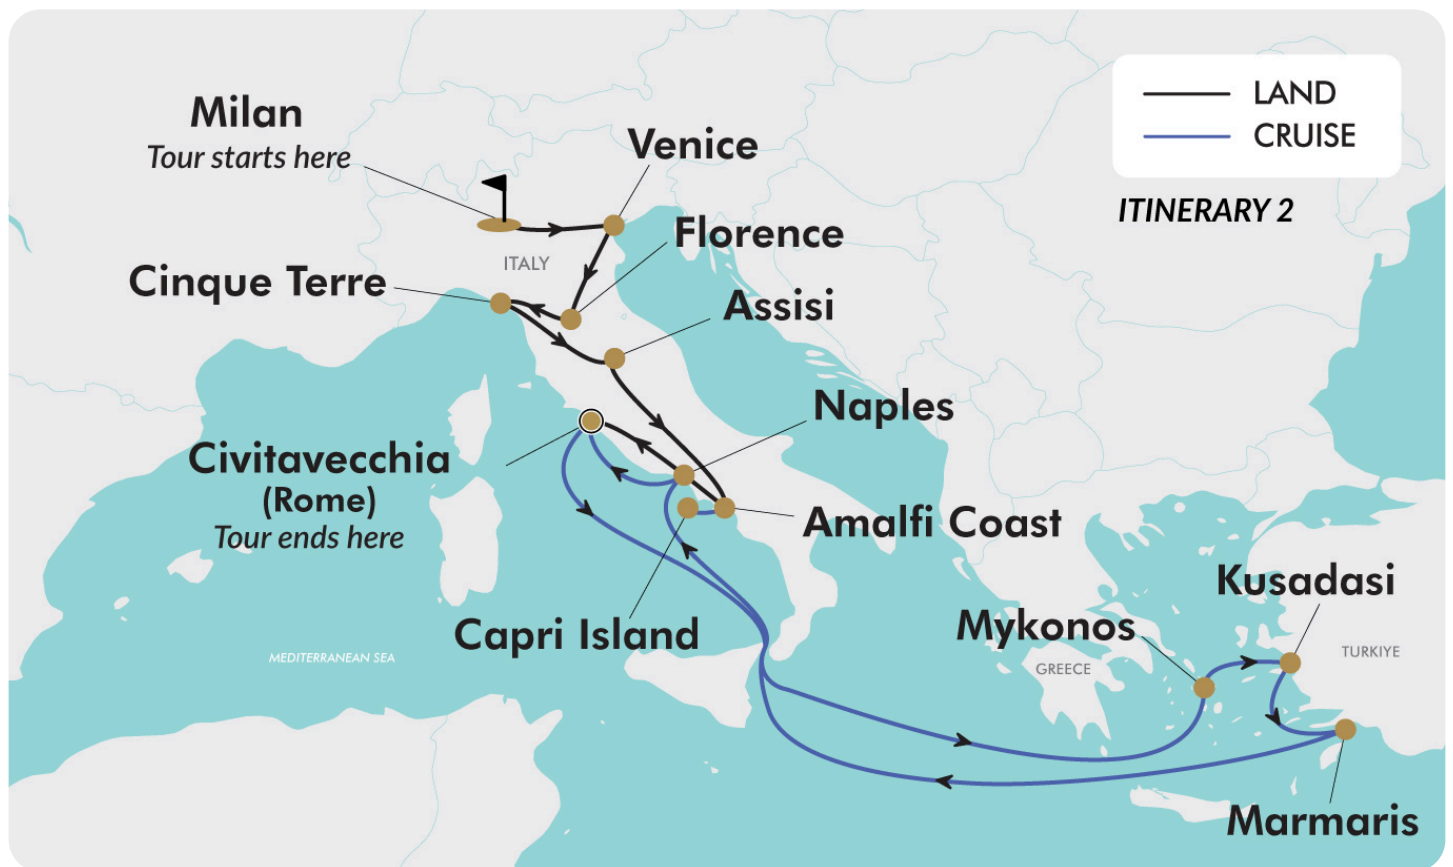 LAND
CRUISE
ITINERARY 2
Milan
Tour starts here
Venice
Florence
ITALY
Cinque Terre
Assisi
Naples
Civitavecchia
(Rome)
Tour ends here
Amalfi Coast
Kusadasi
Capri Island
Mykonos
MEDITERRANEAN SEA
GREECE
TURKIYE
Marmaris